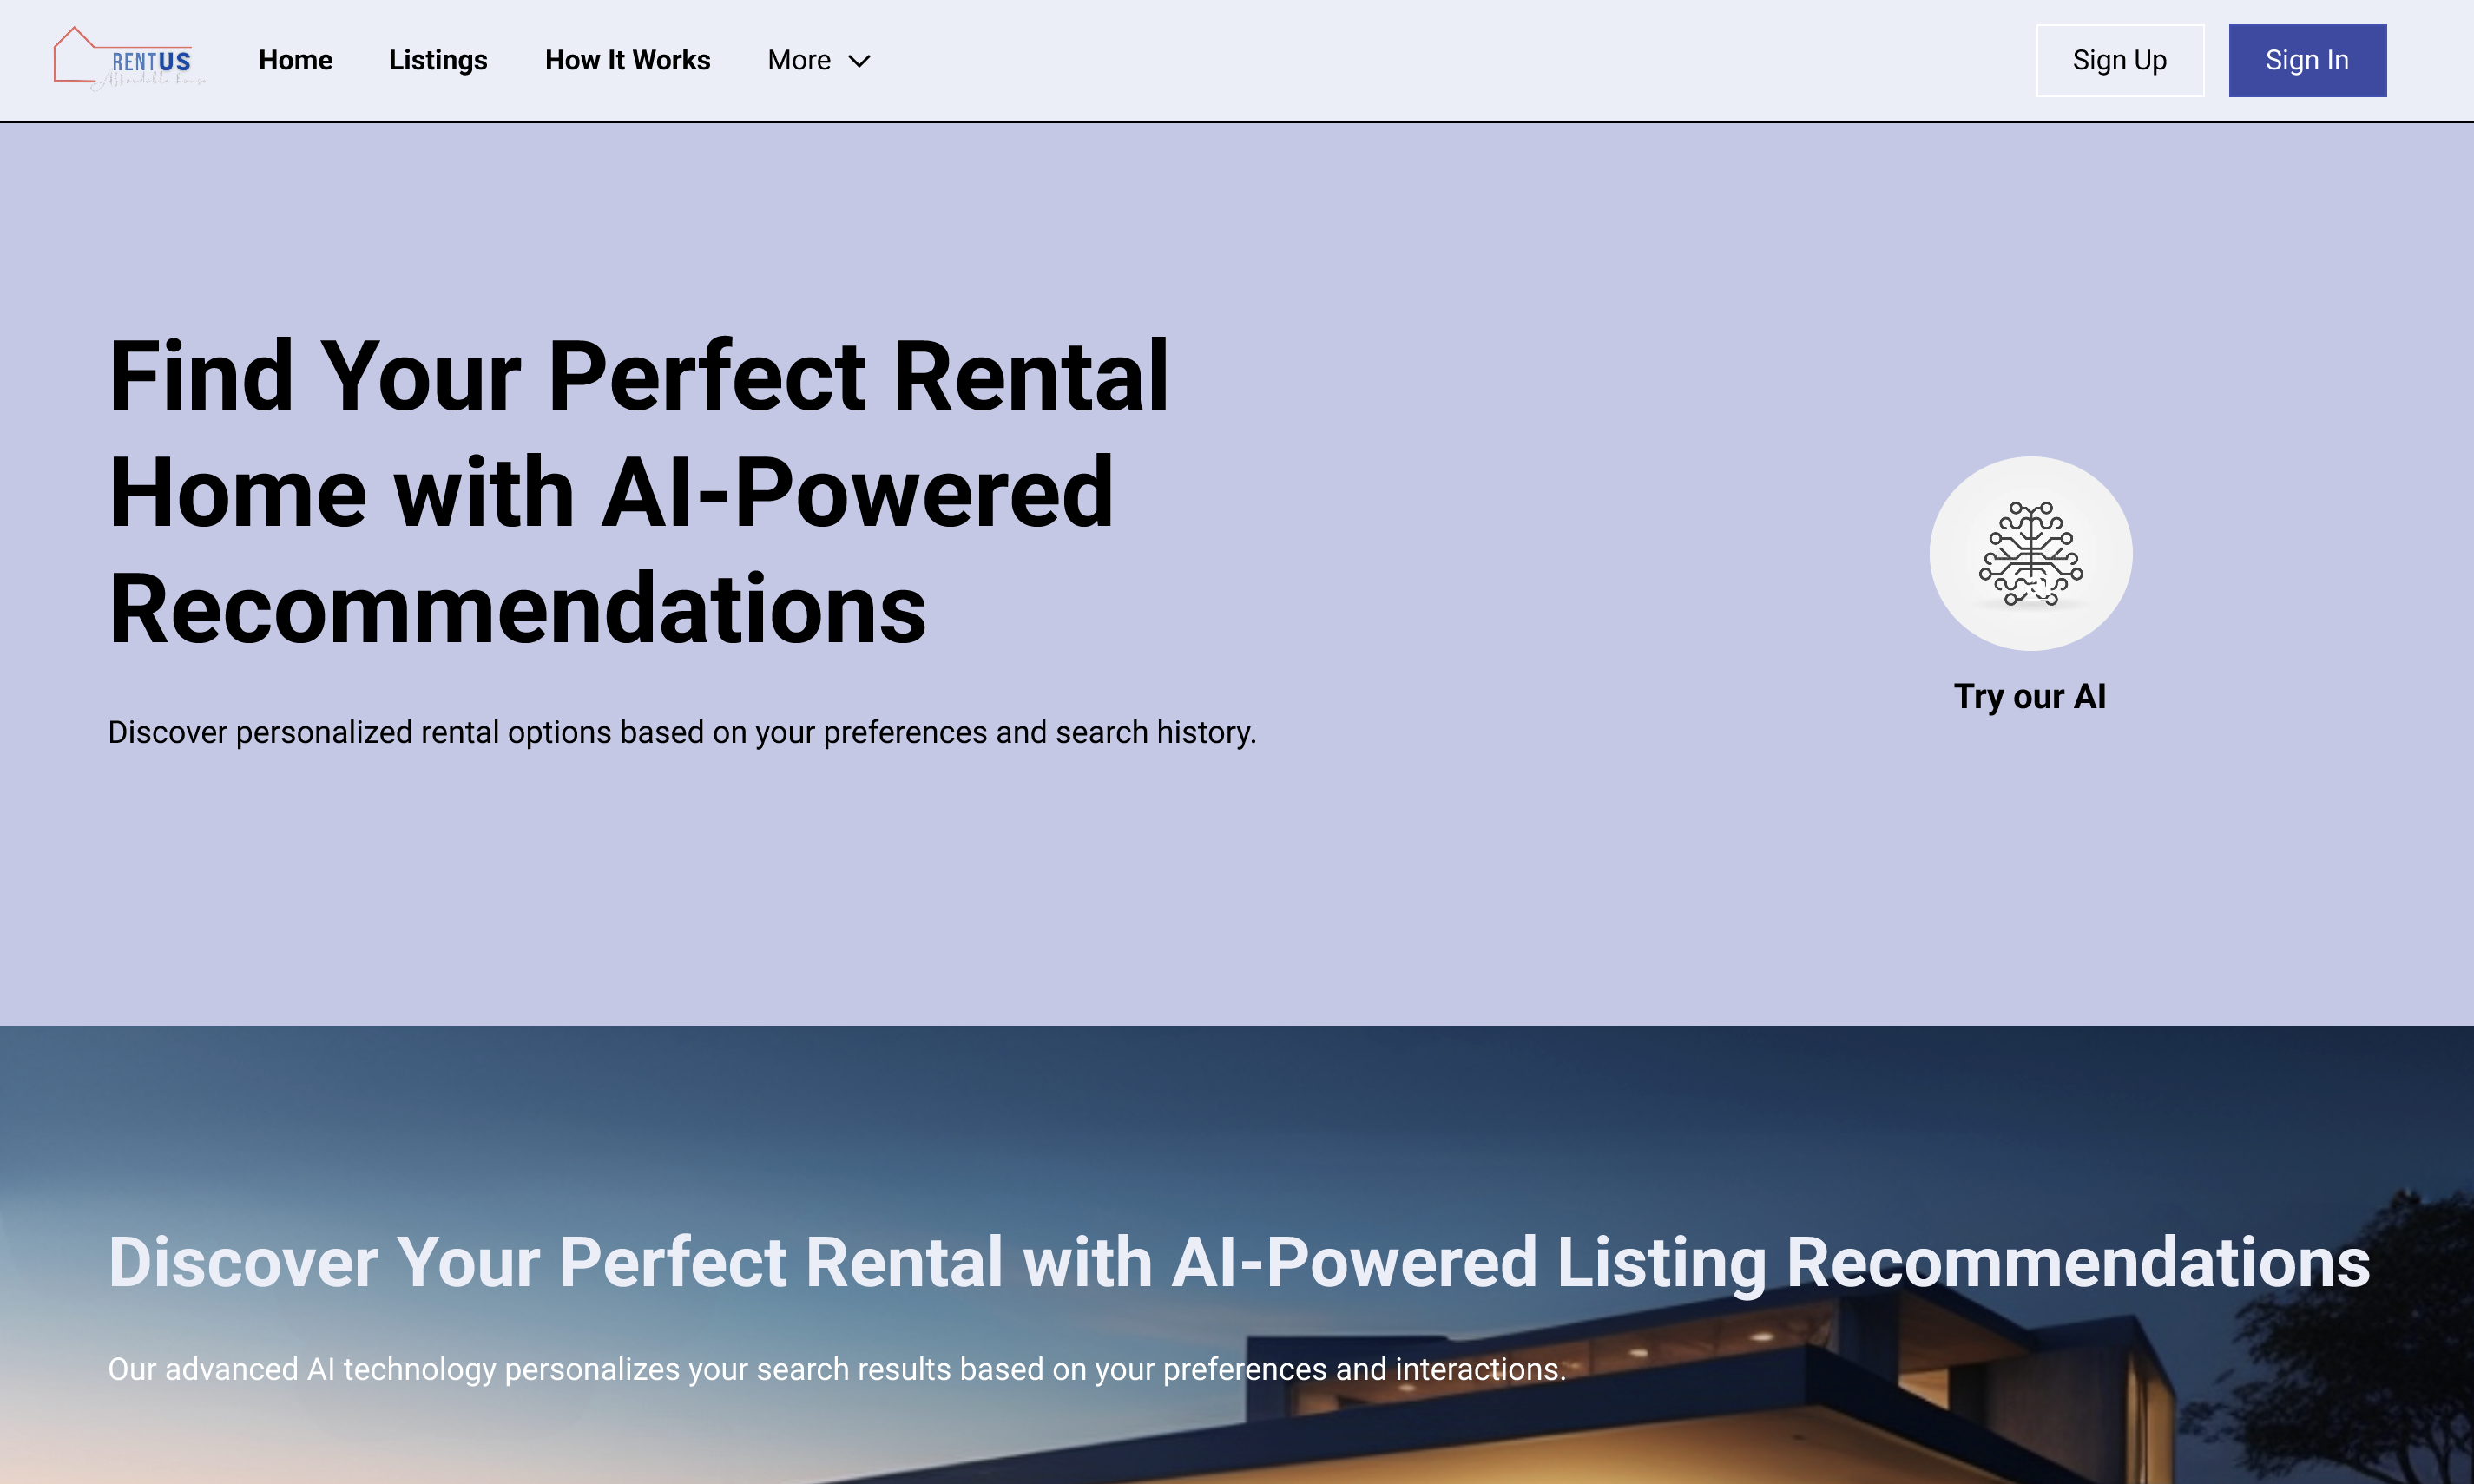 RENTUS
Affordable house
Home
Listings
How It Works
More
Sign Up
Sign In
Find Your Perfect Rental
Home with AI-Powered
Recommendations
Discover personalized rental options based on your preferences and search history.
Try our AI
Discover Your Perfect Rental with AI-Powered Listing Recommendations
Our advanced AI technology personalizes your search results based on your preferences and interactions.